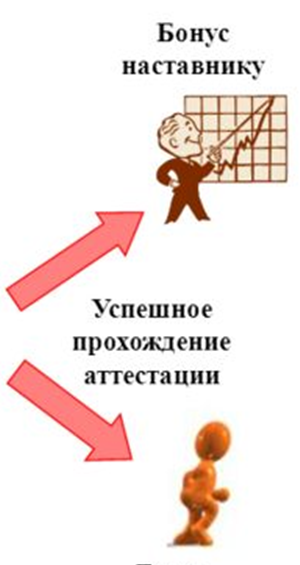 Бонус
наставнику
Успешное
прохождение
аттестации